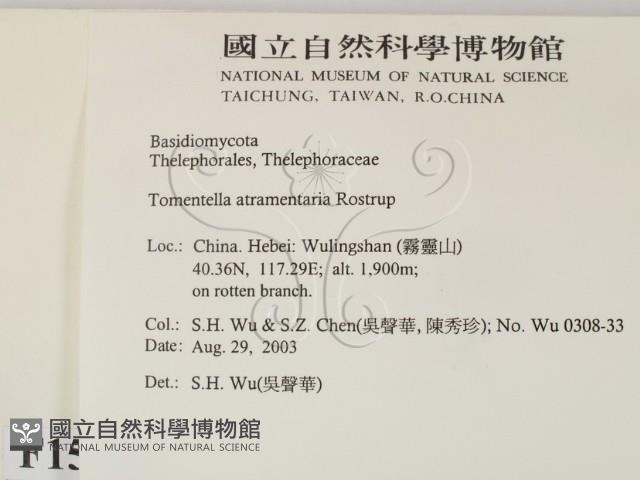 國立自然科學博物館
NATIONAL MUSEUM OF NATURAL SCIENCE
TAICHUNG, TAIWAN, R.O.CHINA
Basidiomycota
Thelephorales, Thelephoraceae
Tomentella atramentaria Rostrup
Loc.: China. Hebei: Wulingshan (霧靈山)
40.36N, 117.29E; alt. 1,900m;
on rotten branch.
Col.: S.H. Wu & S.Z. Chen(吳聲華, 陳秀珍); No. Wu 0308-33
Date: Aug. 29, 2003
Det.: S.H. Wu(吳聲華)
國立自然科學博物館
NATIONAL MUSEUM OF NATURAL SCIENCE